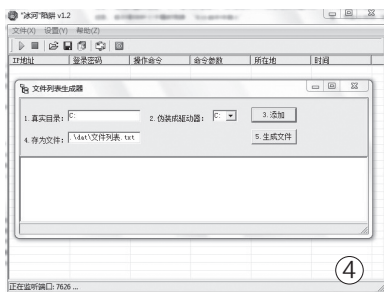 "冰河"陷阱 v1.2
文件(X) 设置(Y) 帮助(Z)
IP地址 登录密码 操作命令 命令参数 所在地 时间
文件列表生成器
1.真实目录: C: 2.伪装成驱动器: C: 3.添加
4.存为文件: .\dat\文件列表.txt 5.生成文件
④
正在监听端口: 7626 ...